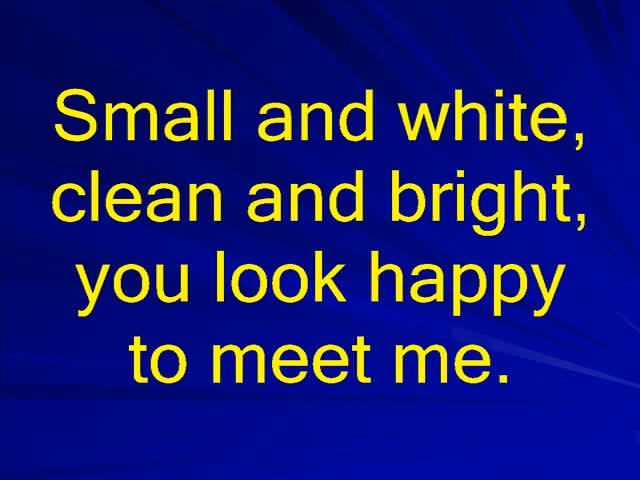 Small and white,
clean and bright,
you look happy
to meet me.